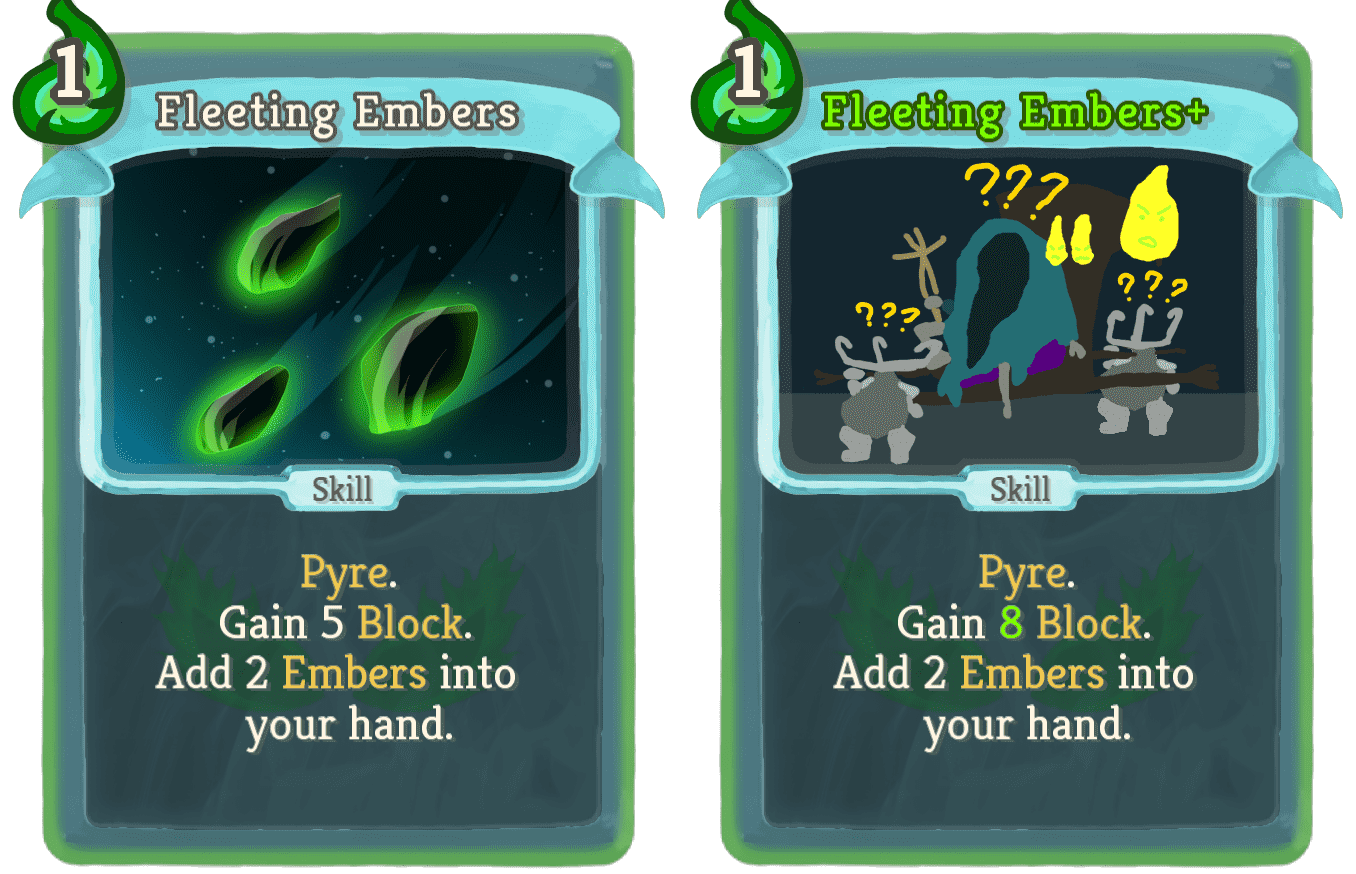 1
Fleeting Embers
Skill
Pyre.
Gain 5 Block.
Add 2 Embers into
your hand.
1
Fleeting Embers+
???
???
???
Skill
Pyre.
Gain 8 Block.
Add 2 Embers into
your hand.